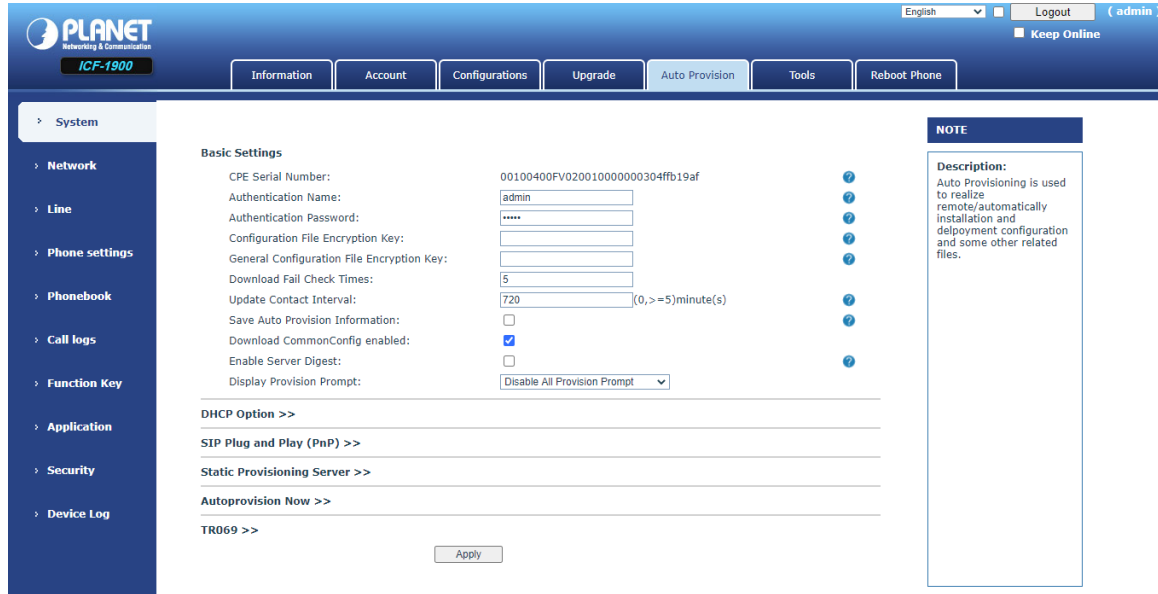 English
Logout
( admin )
Keep Online
PLANET
Networking & Communication
ICF-1900
Information
Account
Configurations
Upgrade
Auto Provision
Tools
Reboot Phone
› System
› Network
› Line
› Phone settings
› Phonebook
› Call logs
› Function Key
› Application
› Security
› Device Log
Basic Settings
CPE Serial Number: 00100400FV020010000000304ffb19af
Authentication Name: admin
Authentication Password: •••••
Configuration File Encryption Key:
General Configuration File Encryption Key:
Download Fail Check Times: 5
Update Contact Interval: 720 (0,>=5)minute(s)
Save Auto Provision Information:
Download CommonConfig enabled:
Enable Server Digest:
Display Provision Prompt: Disable All Provision Prompt
DHCP Option >>
SIP Plug and Play (PnP) >>
Static Provisioning Server >>
Autoprovision Now >>
TR069 >>
Apply
NOTE
Description:
Auto Provisioning is used
to realize
remote/automatically
installation and
delpoyment configuration
and some other related
files.